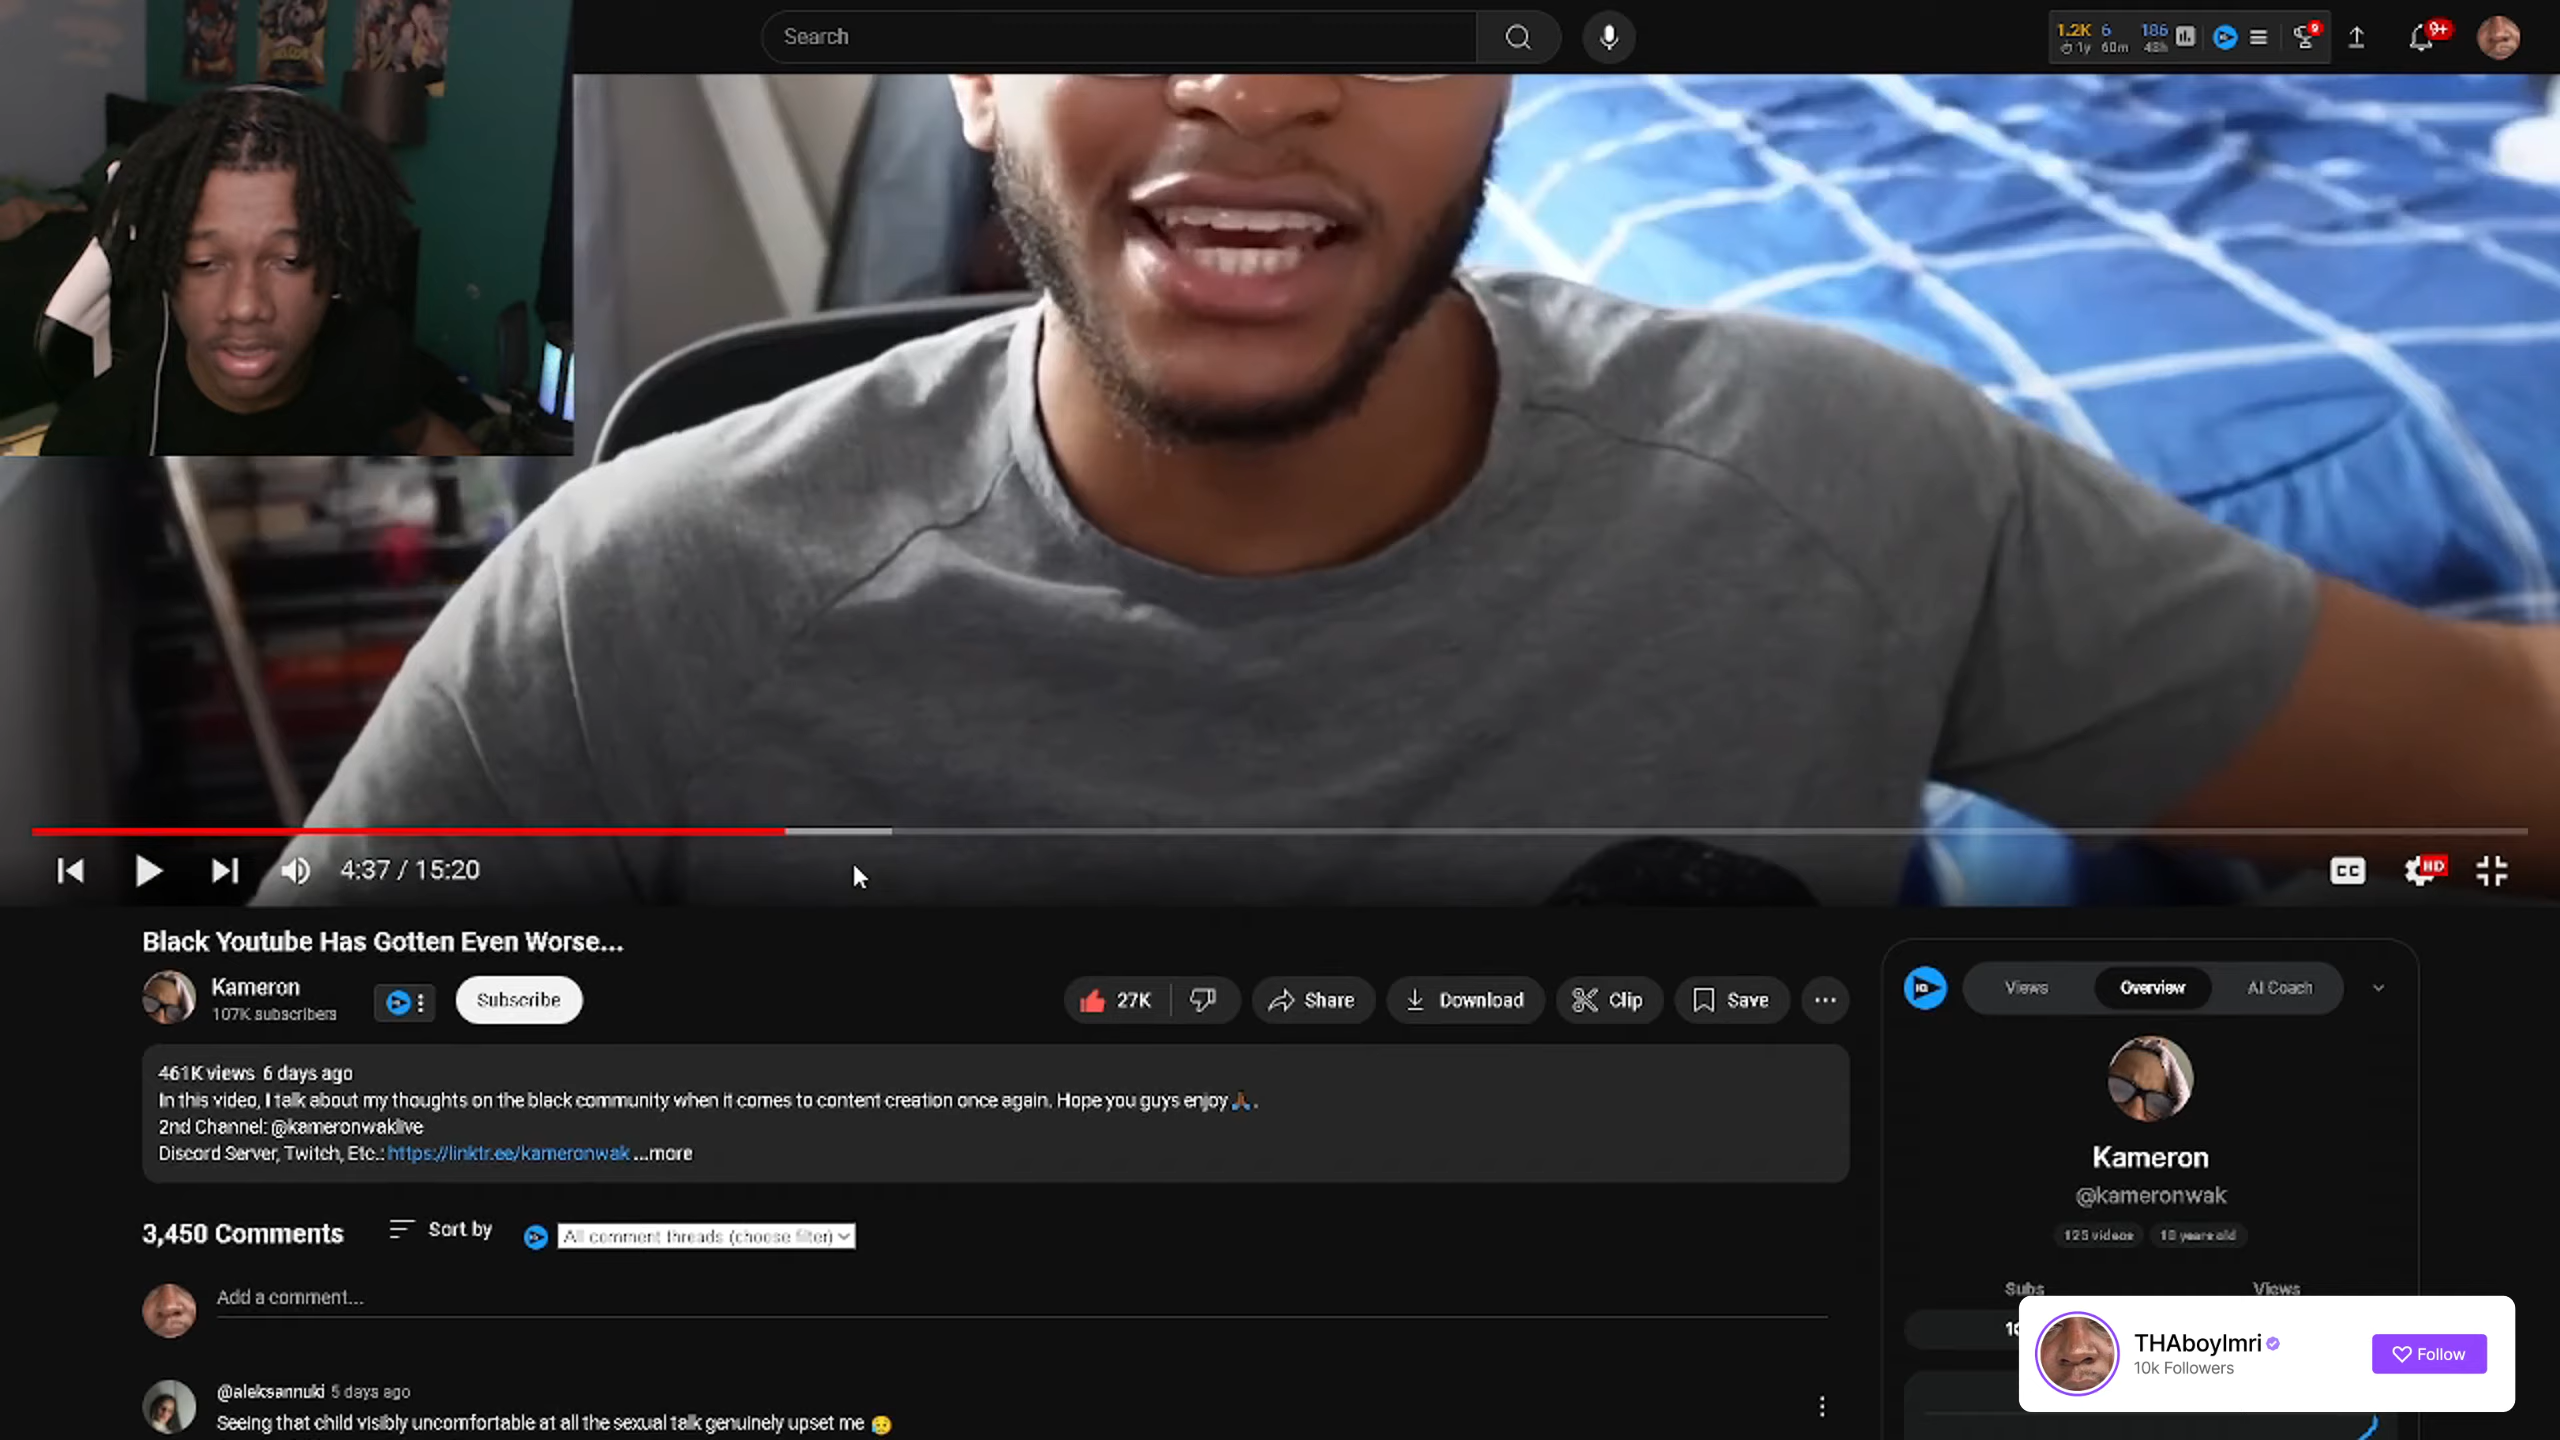 Search
1.2K 6 186
1y 60m 48h
9
9+
4:37 / 15:20
CC
HD
Black Youtube Has Gotten Even Worse...
Kameron
107K subscribers
Subscribe
27K
Share
Download
Clip
Save
Views
Overview
AI Coach
461K views 6 days ago
In this video, I talk about my thoughts on the black community when it comes to content creation once again. Hope you guys enjoy🙏🏾.
2nd Channel: @kameronwaklive
Discord Server, Twitch, Etc.: https://linktr.ee/kameronwak ...more
Kameron
@kameronwak
125 videos
10 years old
Subs
Views
3,450 Comments
Sort by
All comment threads (choose filter)
Add a comment...
THAboyImri
10k Followers
Follow
@aleksannuki 5 days ago
Seeing that child visibly uncomfortable at all the sexual talk genuinely upset me 😥